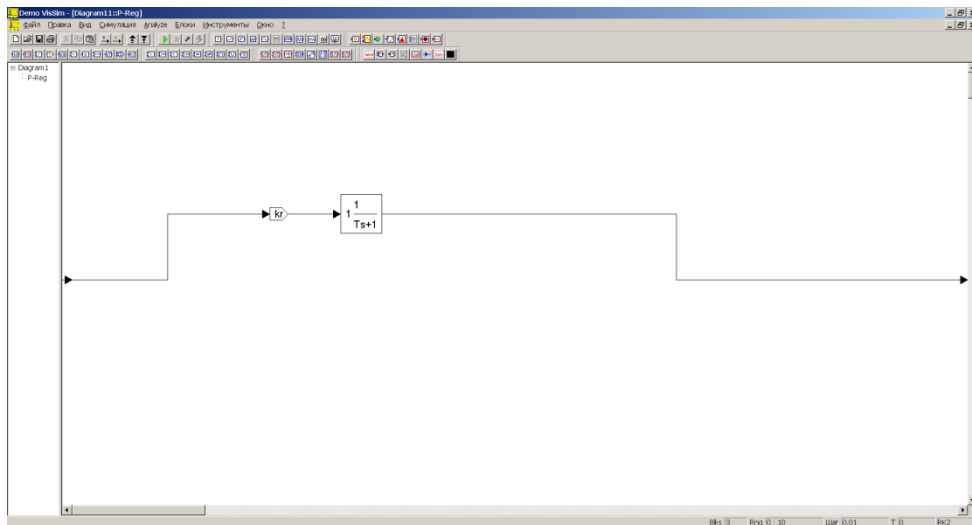 Demo VisSim - [Diagram11::P-Reg]
Файл Правка Вид Симуляция Analyze Блоки Инструменты Окно ?
Diagram1
P-Reg
kr
1
1
Ts+1
Blks 3 Rng 0 : 10 Шаг 0.01 T 0 RK2